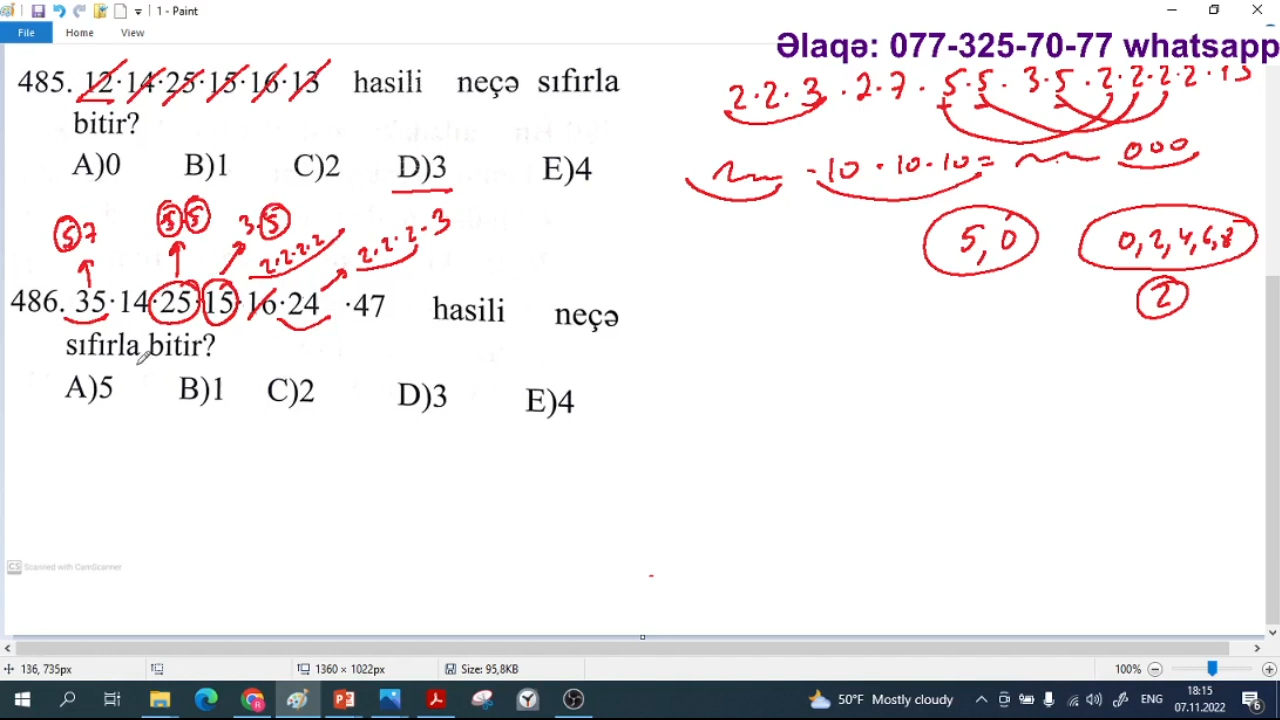 1 - Paint
File Home View
Əlaqə: 077-325-70-77 whatsapp
485. 12·14·25·15·16·13 hasili neçə sıfırla
bitir?
A)0 B)1 C)2 D)3 E)4
2·2·3·2·7·5·5·3·5·2·2·2·2·13
·10·10·10= 000
5 7 5 5 3·5 2·2·2·2 2·2·2·3
5, 0 0, 2, 4, 6, 8
2
486. 35·14·25·15·16·24 ·47 hasili neçə
sıfırla bitir?
A)5 B)1 C)2 D)3 E)4
CS Scanned with CamScanner
136, 735px 1360 × 1022px Size: 95,8KB 100%
50°F Mostly cloudy ENG 18:15
07.11.2022 6